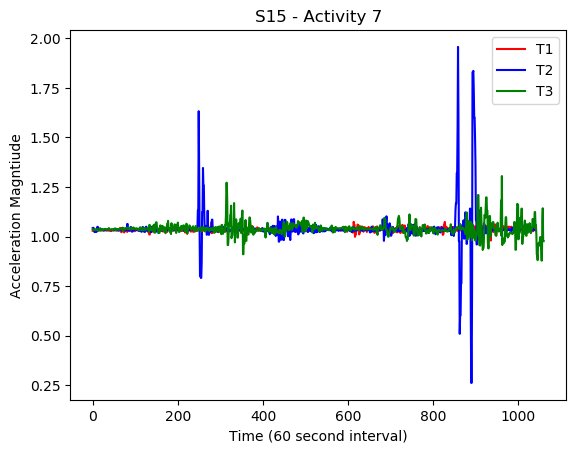 S15 - Activity 7
T1
T2
T3
2.00
1.75
1.50
1.25
1.00
0.75
0.50
0.25
Acceleration Magntiude
0 200 400 600 800 1000
Time (60 second interval)